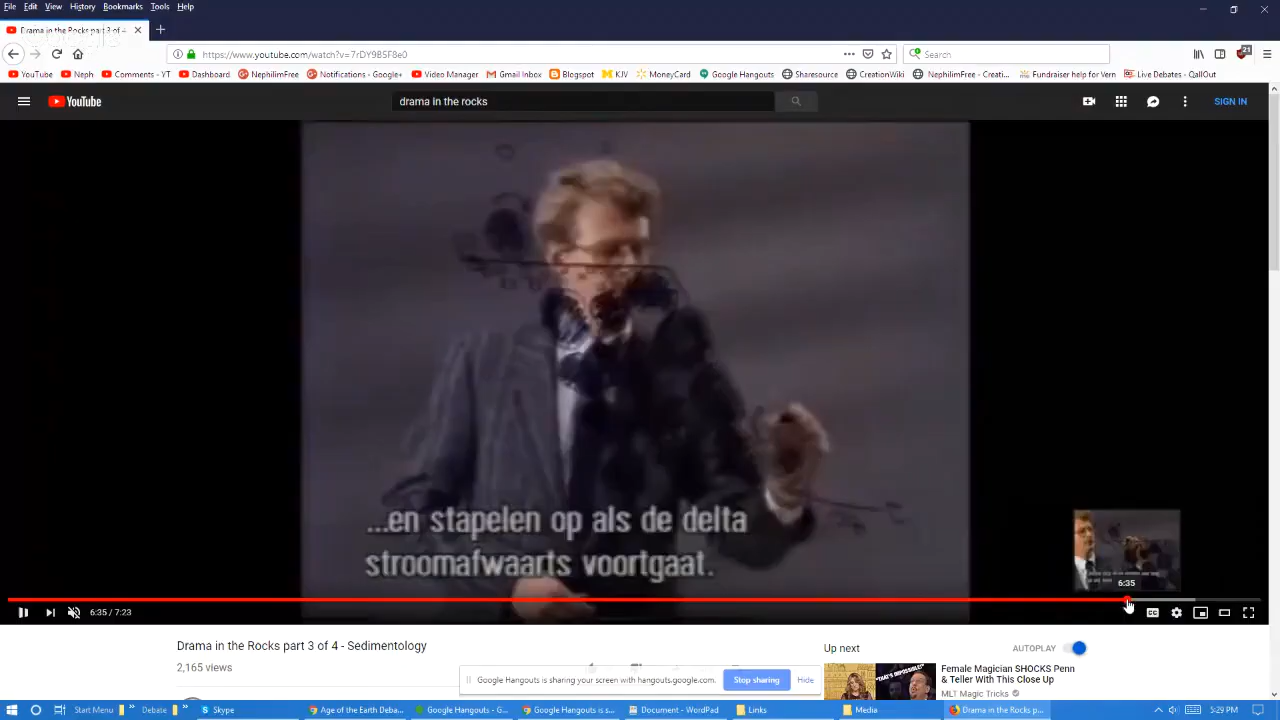 File Edit View History Bookmarks Tools Help
Drama in the Rocks part 3 of 4 -
https://www.youtube.com/watch?v=7rDY9B5F8e0
Search
21
YouTube Neph Comments - YT Dashboard NephilimFree Notifications - Google+ Video Manager Gmail Inbox Blogspot KJV MoneyCard Google Hangouts Sharesource CreationWiki NephilimFree - Creati... Fundraiser help for Vern Live Debates - QallOut
YouTube
drama in the rocks
SIGN IN
...en stapelen op als de delta
stroomafwaarts voortgaat.
6:35
6:35 / 7:23
CC
Drama in the Rocks part 3 of 4 - Sedimentology
2,165 views
Up next
AUTOPLAY
Female Magician SHOCKS Penn
& Teller With This Close Up
MLT Magic Tricks
"THAT'S IMPOSSIBLE!"
Google Hangouts is sharing your screen with hangouts.google.com.
Stop sharing
Hide
Start Menu Debate Skype Age of the Earth Deba... Google Hangouts - G... Google Hangouts is s... Document - WordPad Links Media Drama in the Rocks p... 5:29 PM